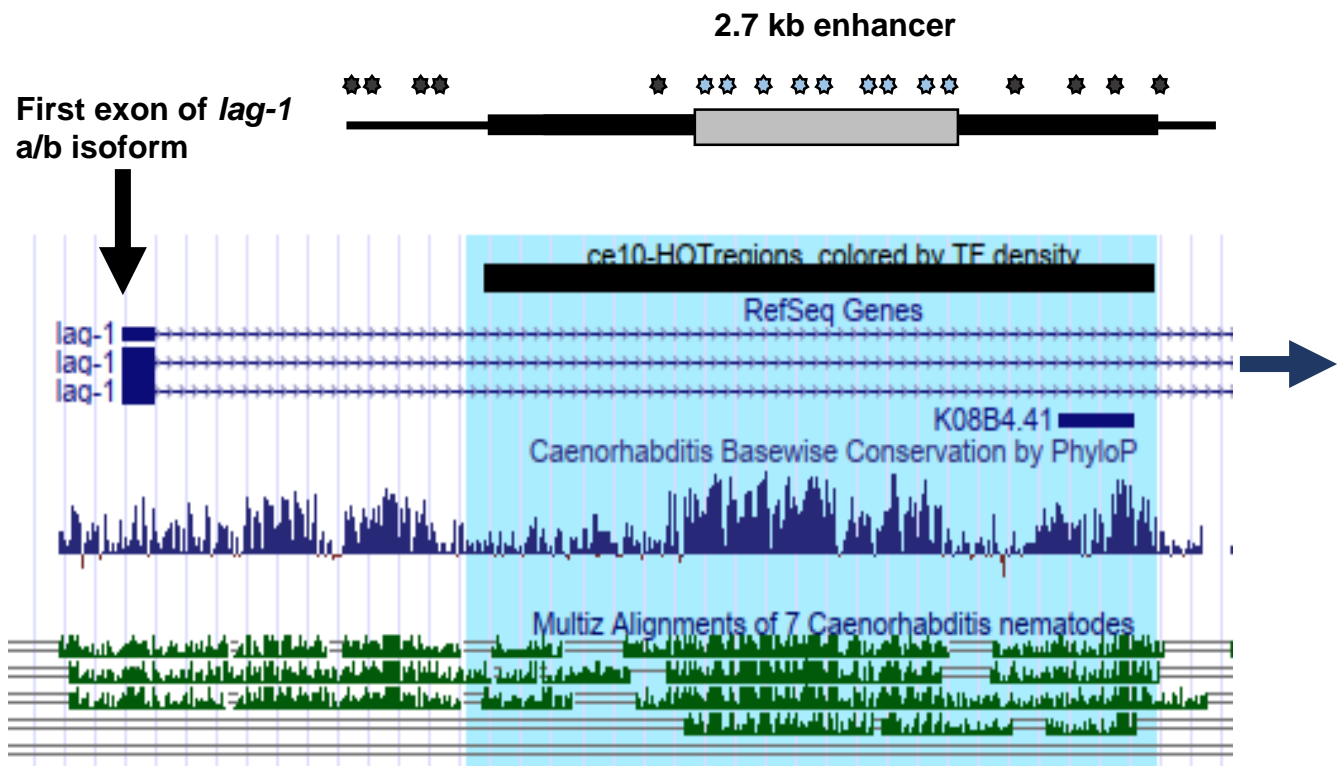 2.7 kb enhancer
First exon of lag-1
a/b isoform
ce10-HOTregions colored by TF density
RefSeq Genes
lag-1
lag-1
lag-1
K08B4.41
Caenorhabditis Basewise Conservation by PhyloP
Multiz Alignments of 7 Caenorhabditis nematodes